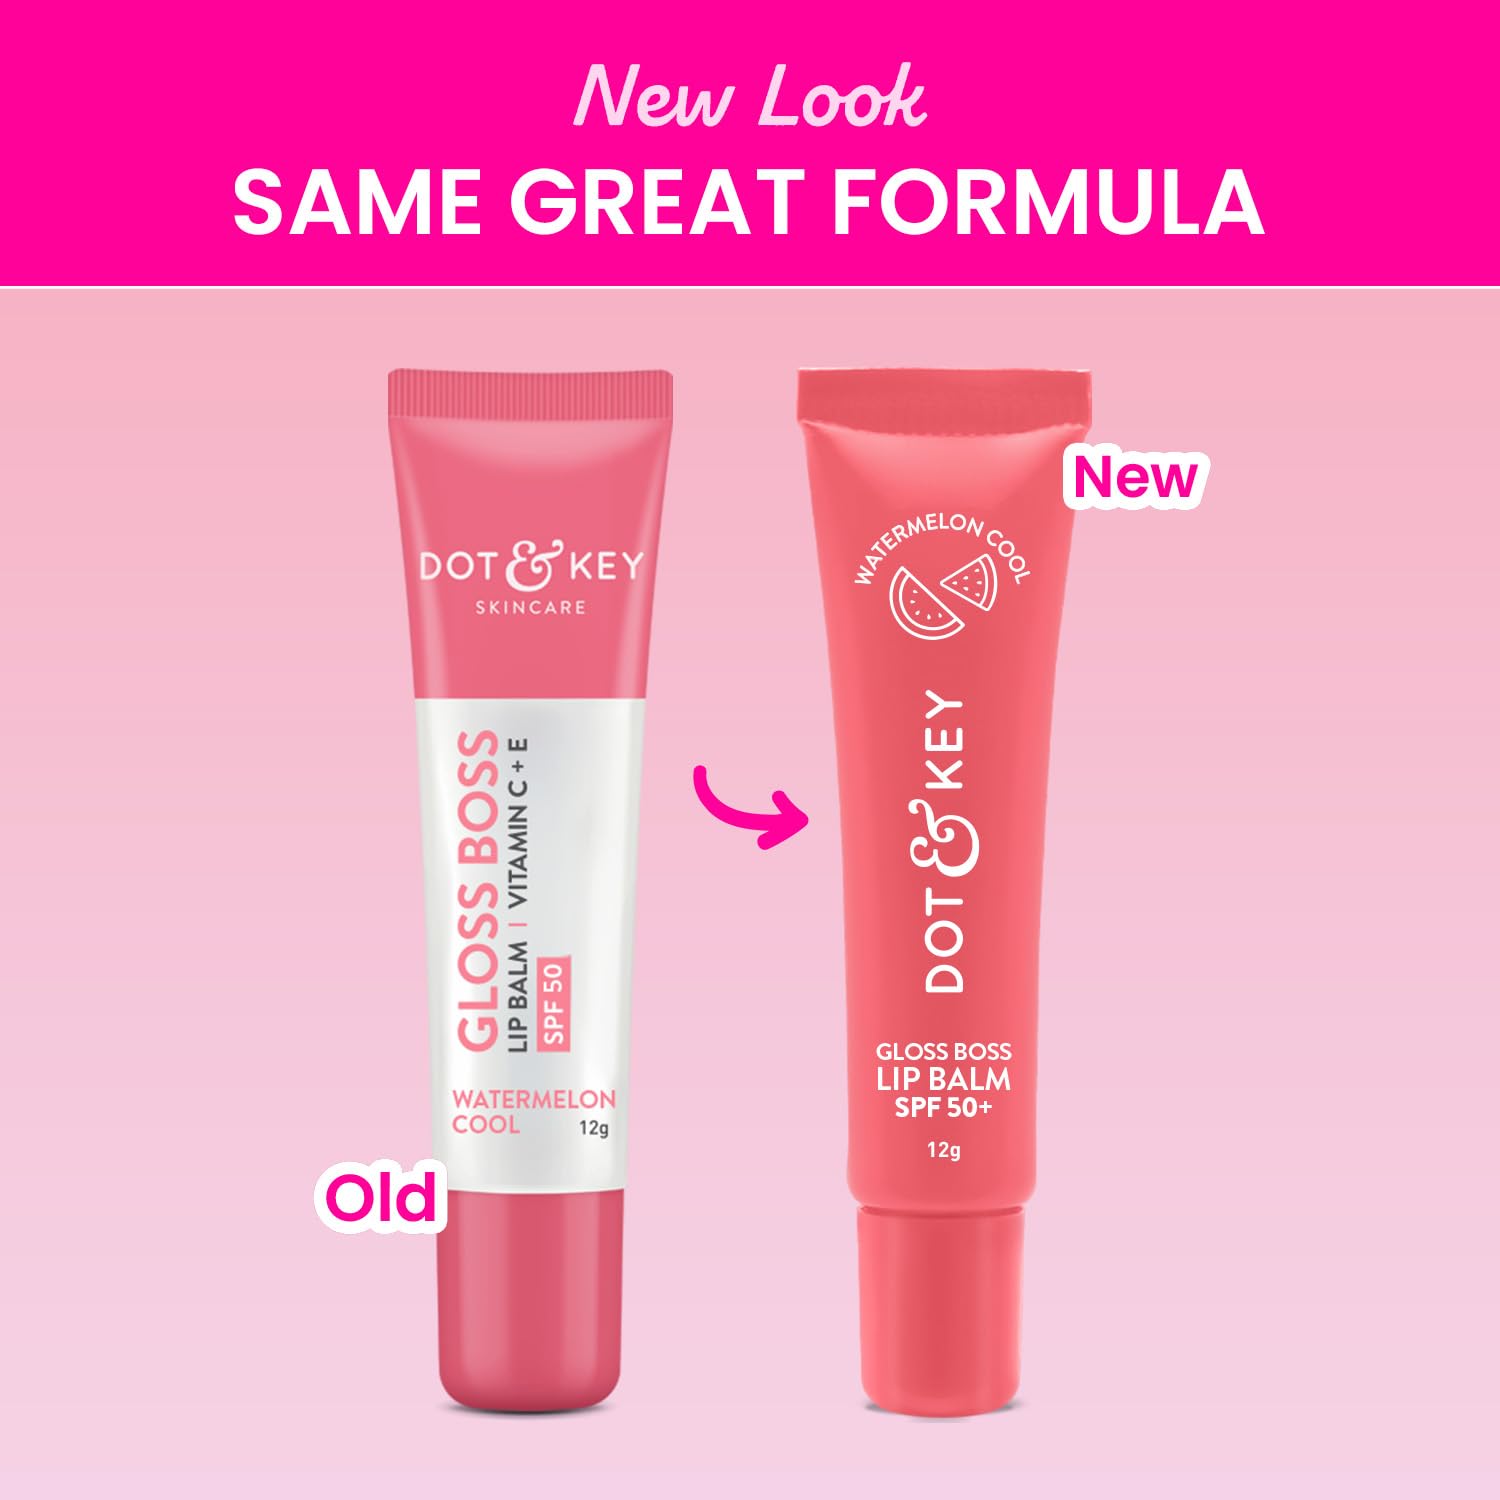 New Look
SAME GREAT FORMULA
DOT & KEY
SKINCARE
GLOSS BOSS
LIP BALM | VITAMIN C + E
SPF 50
WATERMELON
COOL
12g
Old
New
WATERMELON COOL
DOT & KEY
GLOSS BOSS
LIP BALM
SPF 50+
12g